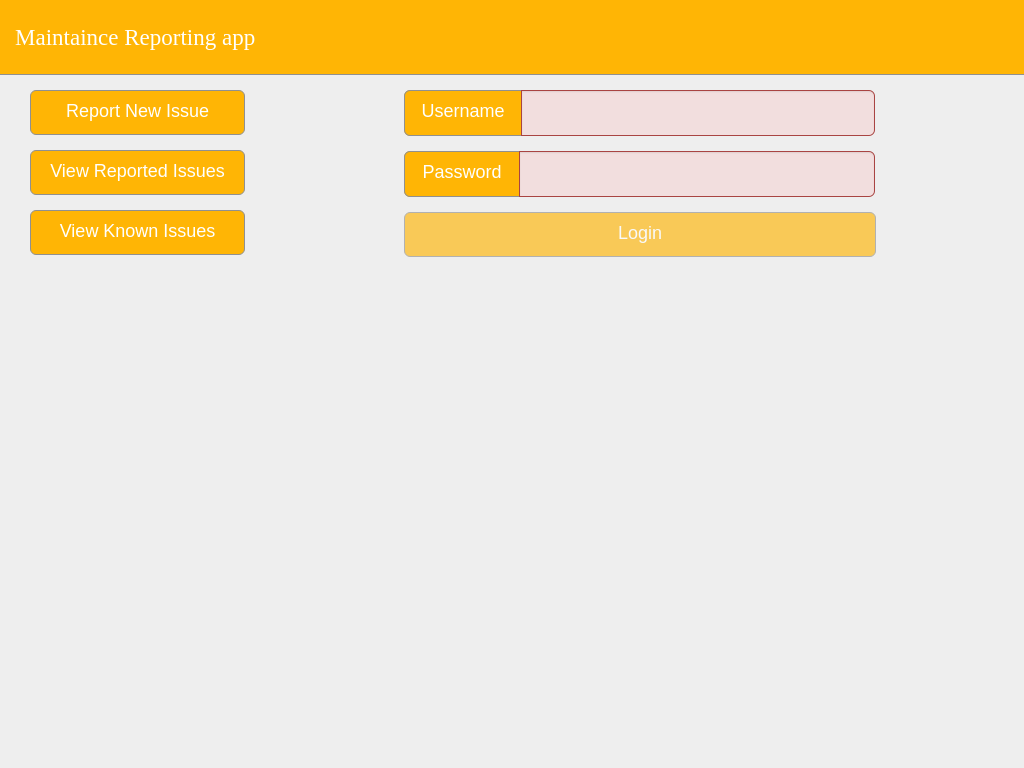 Maintaince Reporting app
Report New Issue
View Reported Issues
View Known Issues
Username
Password
Login